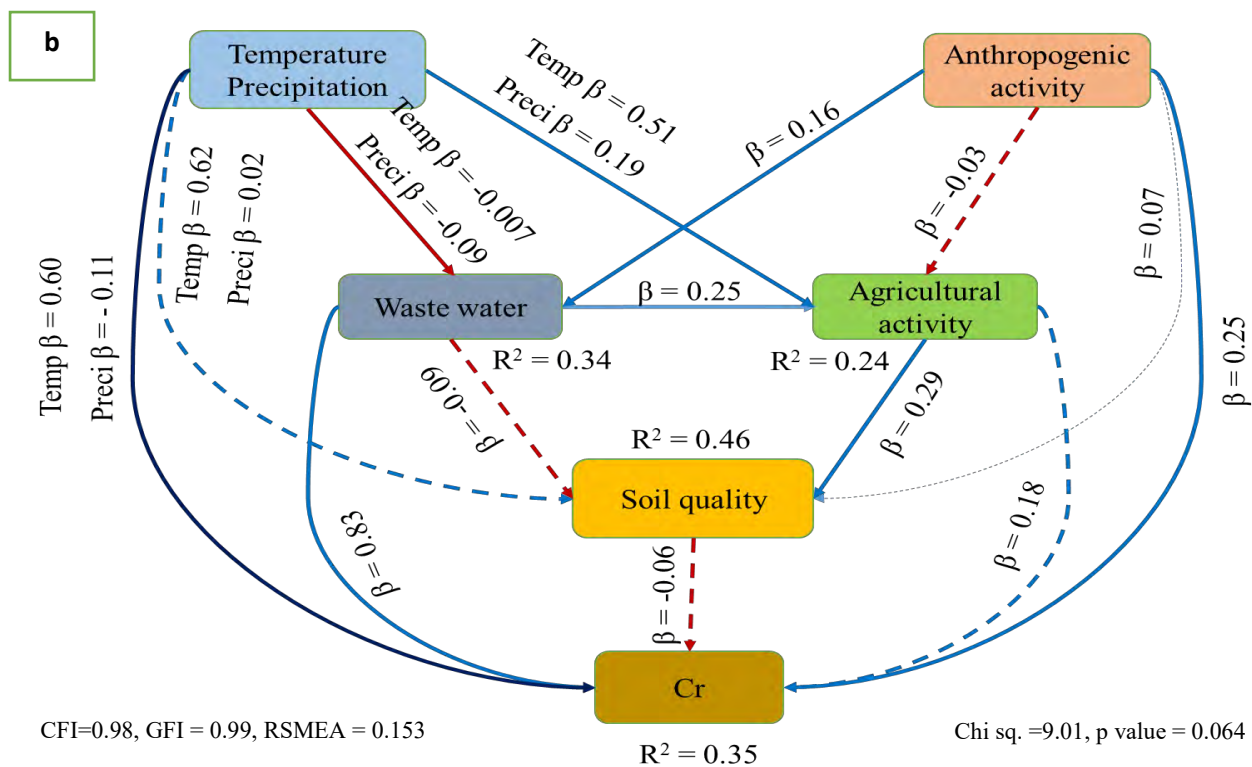 b
Temperature
Precipitation
Anthropogenic
activity
Temp β = 0.51
Preci β = 0.19
β = 0.16
Temp β = -0.007
Preci β = -0.09
β = -0.03
Temp β = 0.62
Preci β = 0.02
β = 0.07
Temp β = 0.60
Preci β = - 0.11
Waste water
β = 0.25
Agricultural
activity
R² = 0.34
R² = 0.24
β = 0.25
β = -0.09
β = 0.29
R² = 0.46
Soil quality
β = 0.18
β = 0.83
β = -0.06
Cr
CFI=0.98, GFI = 0.99, RSMEA = 0.153
Chi sq. =9.01, p value = 0.064
R² = 0.35